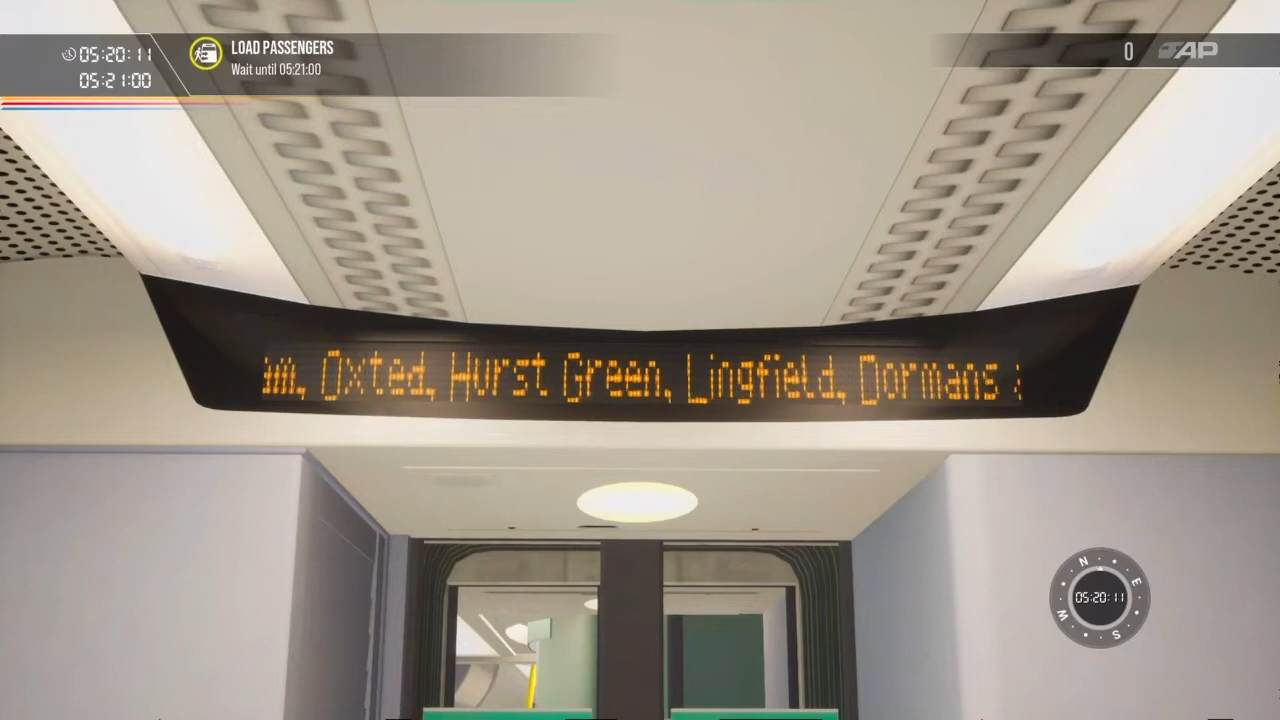 05:20:11
05:21:00
LOAD PASSENGERS
Wait until 05:21:00
0 AP
Oxted, Hurst Green, Lingfield, Dormans
N
E
05:20:11
W
S